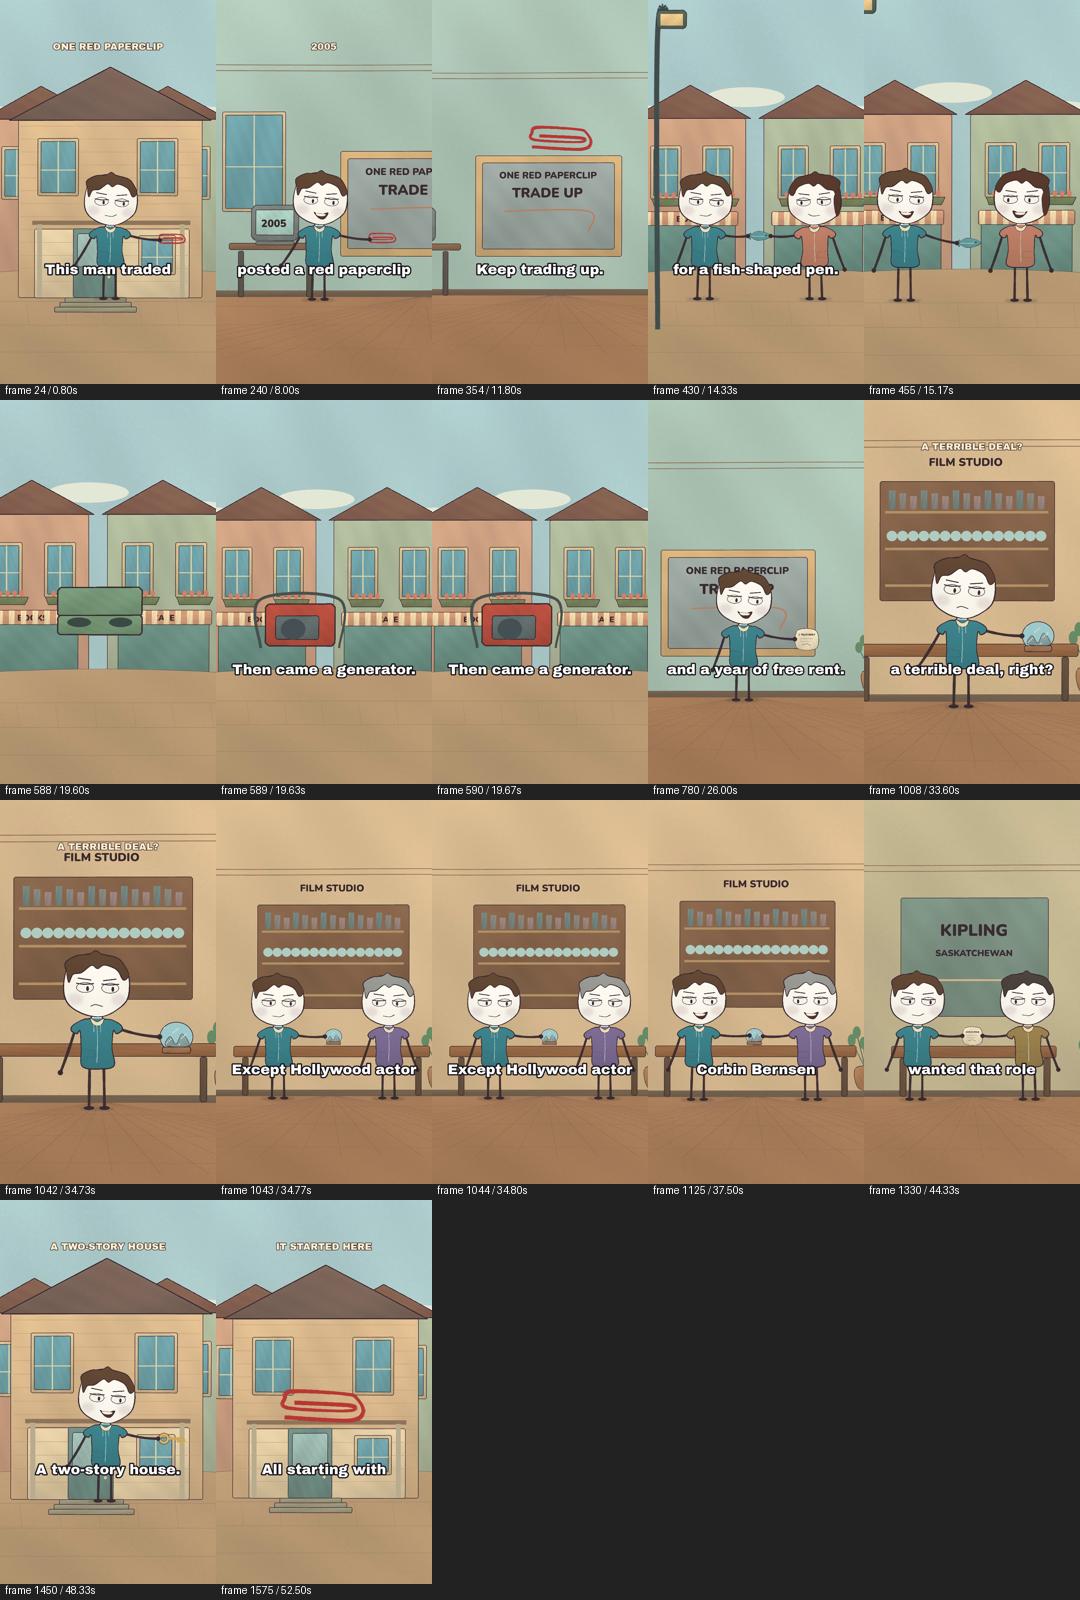 ONE RED PAPERCLIP
This man traded
frame 24 / 0.80s
2005
ONE RED PAP
TRADE
2005
posted a red paperclip
frame 240 / 8.00s
ONE RED PAPERCLIP
TRADE UP
Keep trading up.
frame 354 / 11.80s
for a fish-shaped pen.
frame 430 / 14.33s
frame 455 / 15.17s
frame 588 / 19.60s
Then came a generator.
frame 589 / 19.63s
Then came a generator.
frame 590 / 19.67s
ONE RED PAPERCLIP
and a year of free rent.
frame 780 / 26.00s
A TERRIBLE DEAL?
FILM STUDIO
a terrible deal, right?
frame 1008 / 33.60s
A TERRIBLE DEAL?
FILM STUDIO
frame 1042 / 34.73s
FILM STUDIO
Except Hollywood actor
frame 1043 / 34.77s
FILM STUDIO
Except Hollywood actor
frame 1044 / 34.80s
FILM STUDIO
Corbin Bernsen
frame 1125 / 37.50s
KIPLING
SASKATCHEWAN
wanted that role
frame 1330 / 44.33s
A TWO-STORY HOUSE
A two-story house.
frame 1450 / 48.33s
IT STARTED HERE
All starting with
frame 1575 / 52.50s